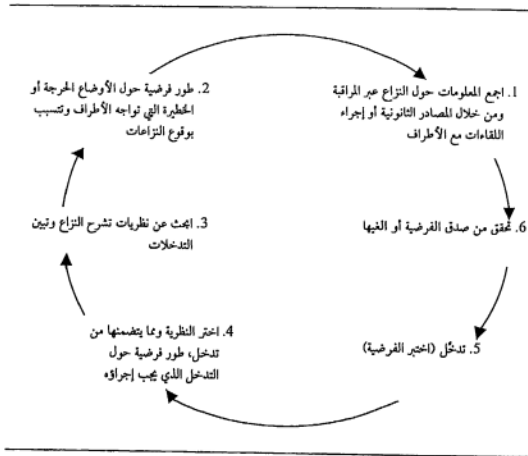 1. اجمع المعلومات حول النزاع عبر المراقبة
ومن خلال المصادر الثانونية أو إجراء
اللقاءات مع الأطراف
2. طور فرضية حول الأوضاع الحرجة أو
الخطيرة التي تواجه الأطراف وتتسبب
بوقوع النزاعات
3. ابحث عن نظريات تشرح النزاع وتبين
التدخلات
4. اختر النظرية ومما يتضمنها من
تدخل، طور فرضية حول
التدخل الذي يجب إجراؤه
5. تدخّل (اختبر الفرضية)
6. تحقق من صدق الفرضية أو الغيها